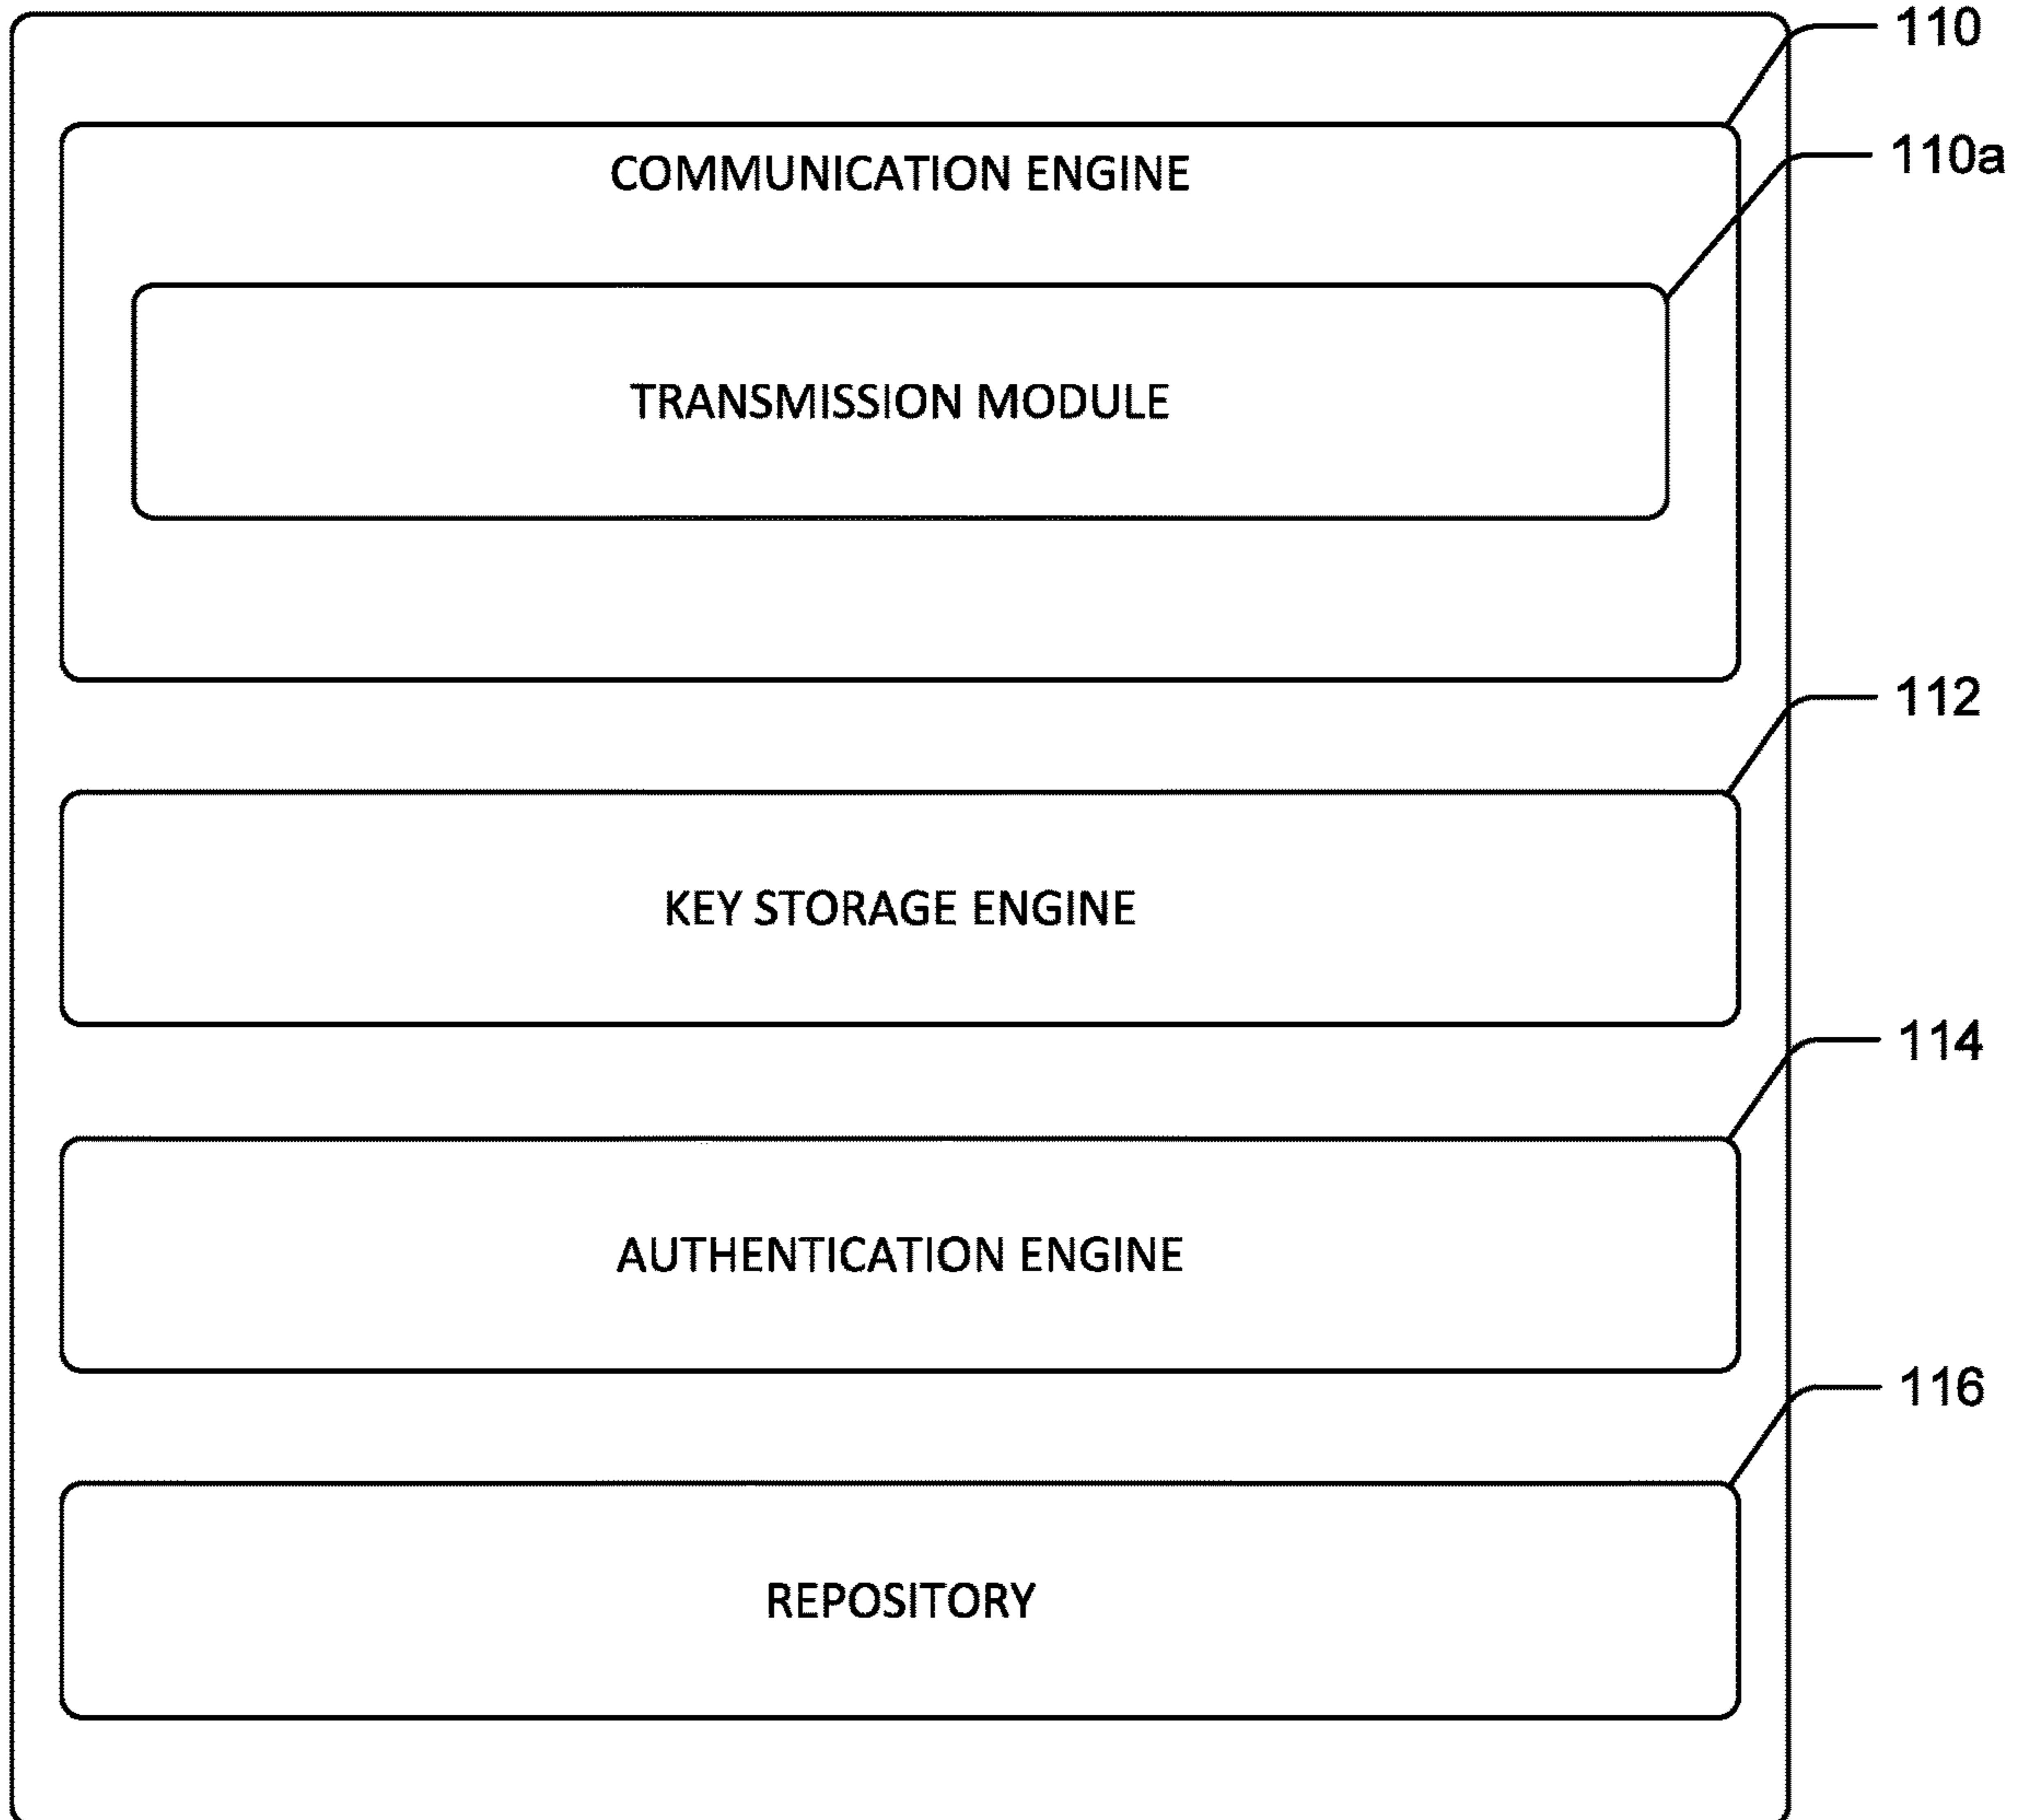 110
COMMUNICATION ENGINE
110a
TRANSMISSION MODULE
112
KEY STORAGE ENGINE
114
AUTHENTICATION ENGINE
116
REPOSITORY